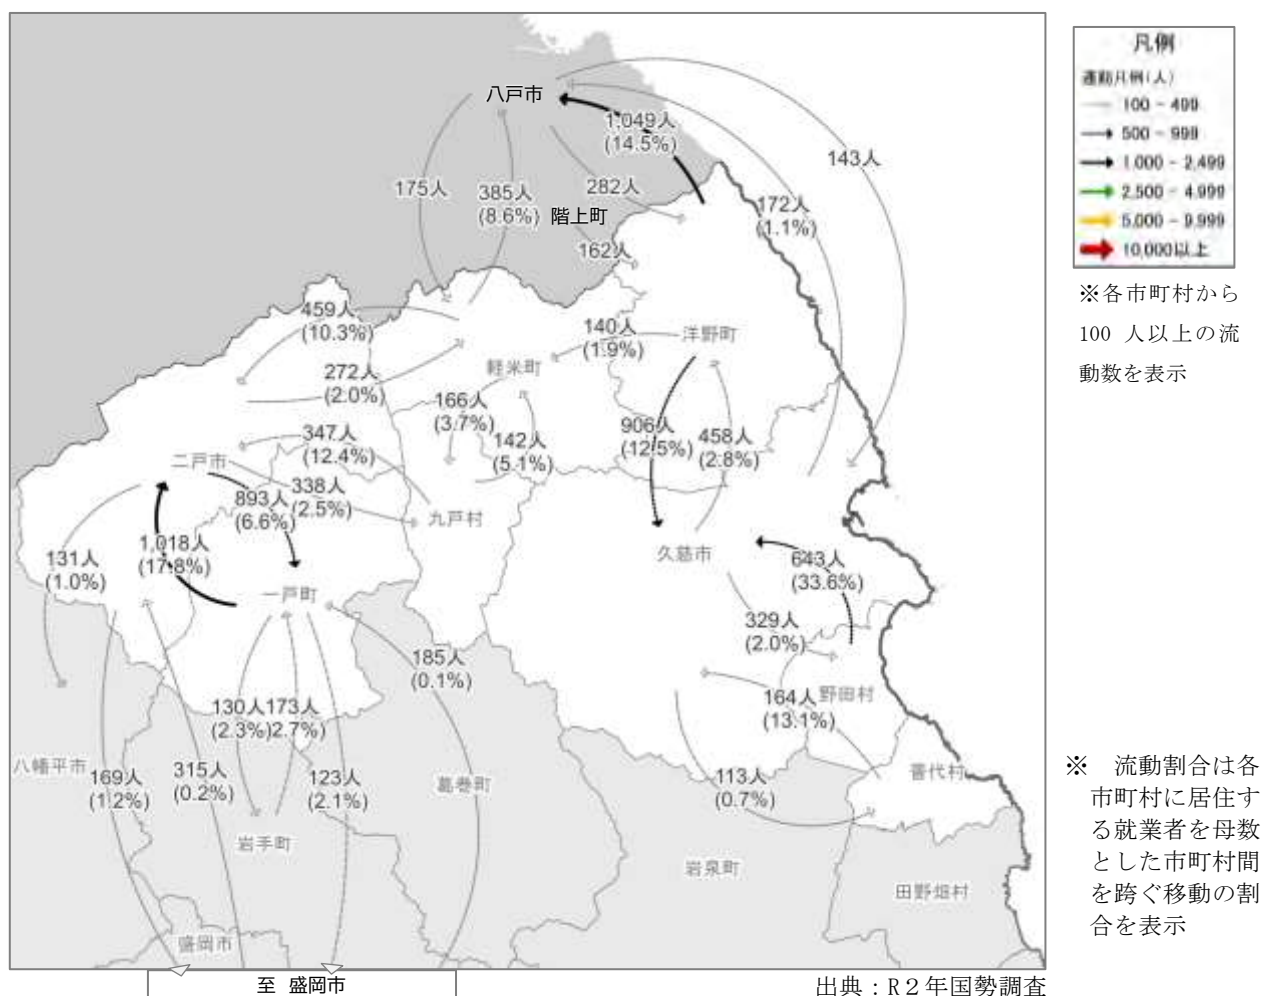 八戸市
1,049人
(14.5%)
143人
175人
385人
(8.6%)
282人
階上町
172人
(1.1%)
162人
459人
(10.3%)
140人
(1.9%)
洋野町
軽米町
272人
(2.0%)
166人
(3.7%)
347人
(12.4%)
142人
(5.1%)
906人
(12.5%)
458人
(2.8%)
二戸市
338人
(2.5%)
893人
(6.6%)
九戸村
久慈市
1,018人
(17.8%)
131人
(1.0%)
643人
(33.6%)
一戸町
329人
(2.0%)
185人
(0.1%)
野田村
164人
(13.1%)
130人
(2.3%)
173人
2.7%)
八幡平市
169人
(1.2%)
315人
(0.2%)
123人
(2.1%)
葛巻町
113人
(0.7%)
普代村
岩手町
岩泉町
田野畑村
盛岡市
至 盛岡市
出典：R２年国勢調査
凡例
通勤凡例(人)
100 - 499
500 - 999
1,000 - 2,499
2,500 - 4,999
5,000 - 9,999
10,000以上
※各市町村から
100 人以上の流
動数を表示
※ 流動割合は各
市町村に居住す
る就業者を母数
とした市町村間
を跨ぐ移動の割
合を表示